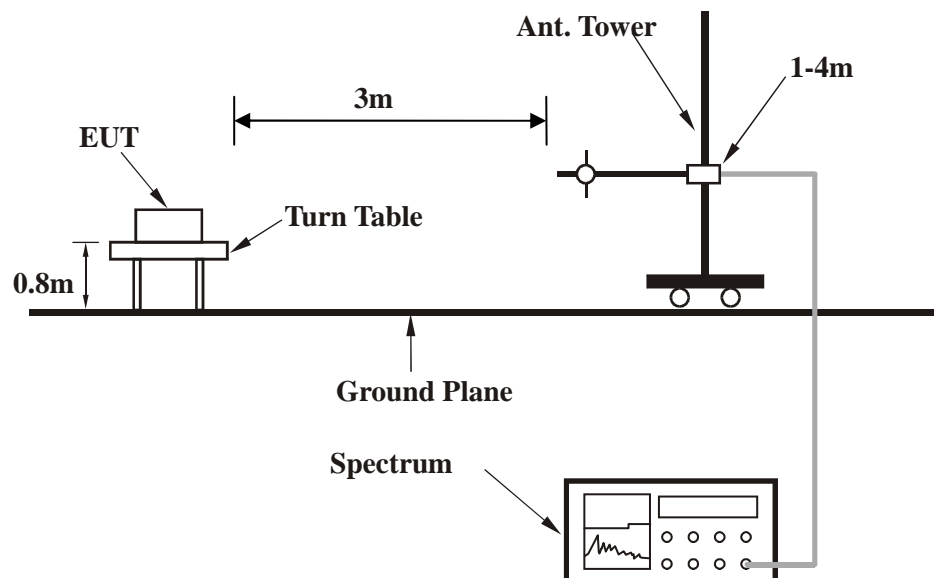 Ant. Tower
1-4m
3m
EUT
Turn Table
0.8m
Ground Plane
Spectrum